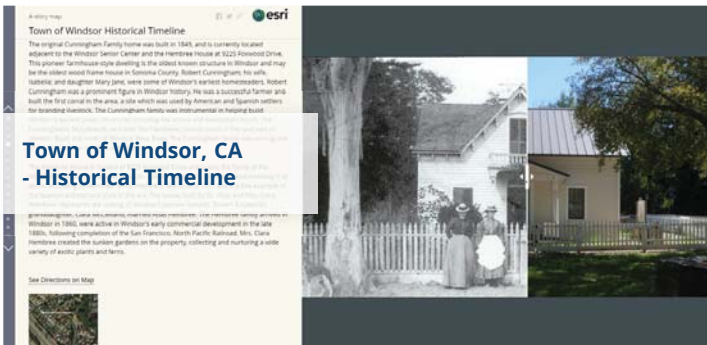 A story map
esri
Town of Windsor Historical Timeline
The original Cunningham Family home was built in 1849, and is currently located
adjacent to the Windsor Senior Center and the Hembree House at 9225 Foxwood Drive.
This pioneer farmhouse-style dwelling is the oldest known structure in Windsor and may
be the oldest wood frame house in Sonoma County. Robert Cunningham; his wife,
Isabella; and daughter Mary Jane, were some of Windsor's earliest homesteaders. Robert
Cunningham was a prominent figure in Windsor history. He was a successful farmer and
built the first corral in the area, a site which was used by American and Spanish settlers
for branding livestock. The Cunningham family was instrumental in helping build
Town of Windsor, CA
- Historical Timeline
granddaughter, Clara McClelland, married Atlas Hembree. The Hembree family arrived in
Windsor in 1860, were active in Windsor's early commercial development in the late
1880s, following completion of the San Francisco, North Pacific Railroad. Mrs. Clara
Hembree created the sunken gardens on the property, collecting and nurturing a wide
variety of exotic plants and ferns.
See Directions on Map